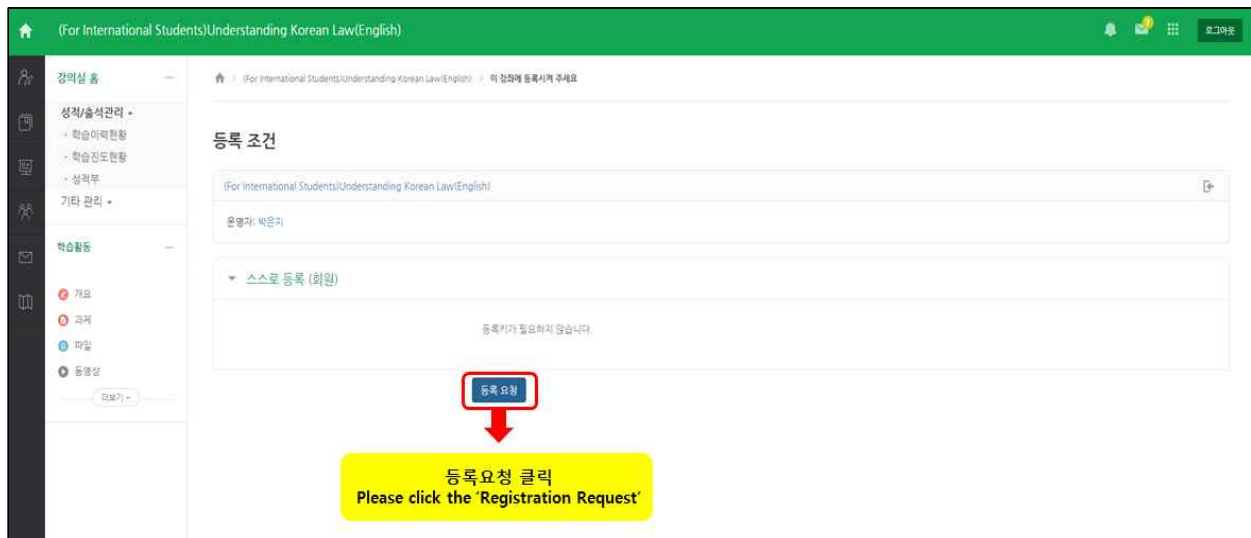 (For International Students)Understanding Korean Law(English)
로그아웃
강의실 홈
(For International Students)Understanding Korean Law(English) > 이 강좌에 등록시켜 주세요
성적/출석관리
· 학습이력현황
· 학습진도현황
· 성적부
기타 관리
등록 조건
(For International Students)Understanding Korean Law(English)
운영자: 박은지
학습활동
스스로 등록 (회원)
개요
과제
파일
동영상
더보기
등록키가 필요하지 않습니다.
등록 요청
등록요청 클릭
Please click the ‘Registration Request’